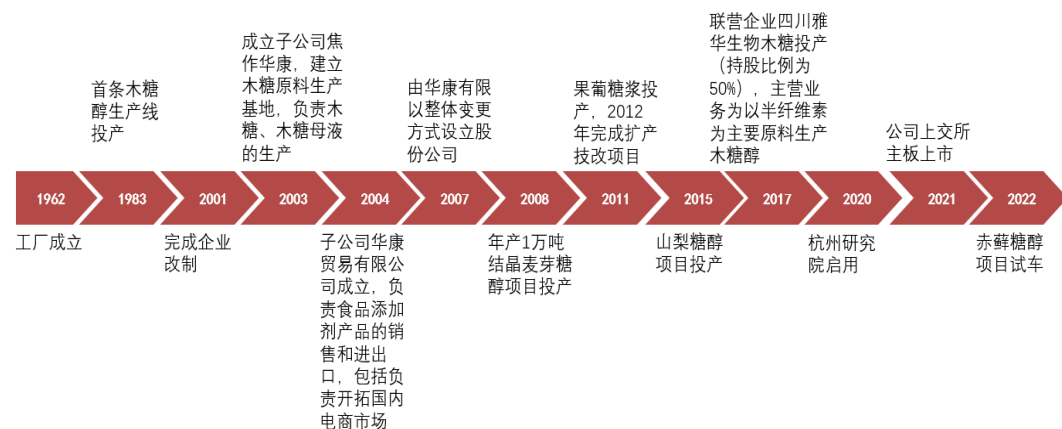 首条木糖
醇生产线
投产
成立子公司焦
作华康，建立
木糖原料生产
基地，负责木
糖、木糖母液
的生产
由华康有限
以整体变更
方式设立股
份公司
果葡糖浆投
产，2012
年完成扩产
技改项目
联营企业四川雅
华生物木糖投产
（持股比例为
50%），主营业
务为以半纤维素
为主要原料生产
木糖醇
公司上交所
主板上市
1962
1983
2001
2003
2004
2007
2008
2011
2015
2017
2020
2021
2022
工厂成立
完成企业
改制
子公司华康
贸易有限公
司成立，负
责食品添加
剂产品的销
售和进出
口，包括负
责开拓国内
电商市场
年产1万吨
结晶麦芽糖
醇项目投产
山梨糖醇
项目投产
杭州研究
院启用
赤藓糖醇
项目试车